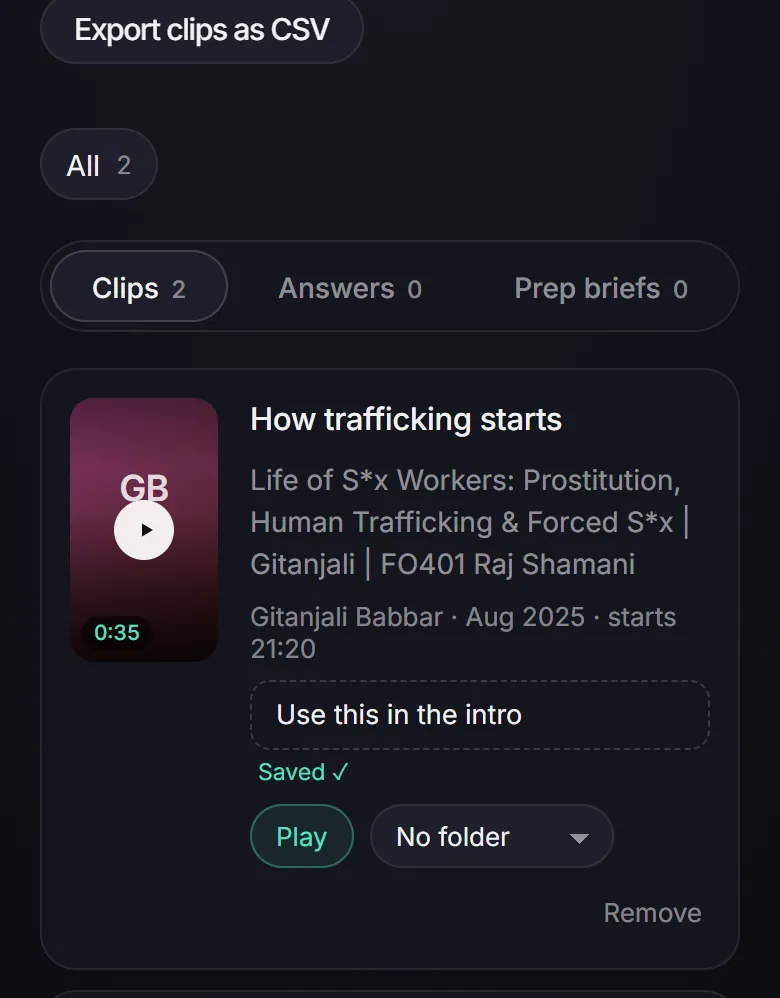 Export clips as CSV
All 2
Clips 2 Answers 0 Prep briefs 0
GB
0:35
How trafficking starts
Life of S*x Workers: Prostitution,
Human Trafficking & Forced S*x |
Gitanjali | FO401 Raj Shamani
Gitanjali Babbar · Aug 2025 · starts
21:20
Use this in the intro
Saved ✓
Play No folder
Remove